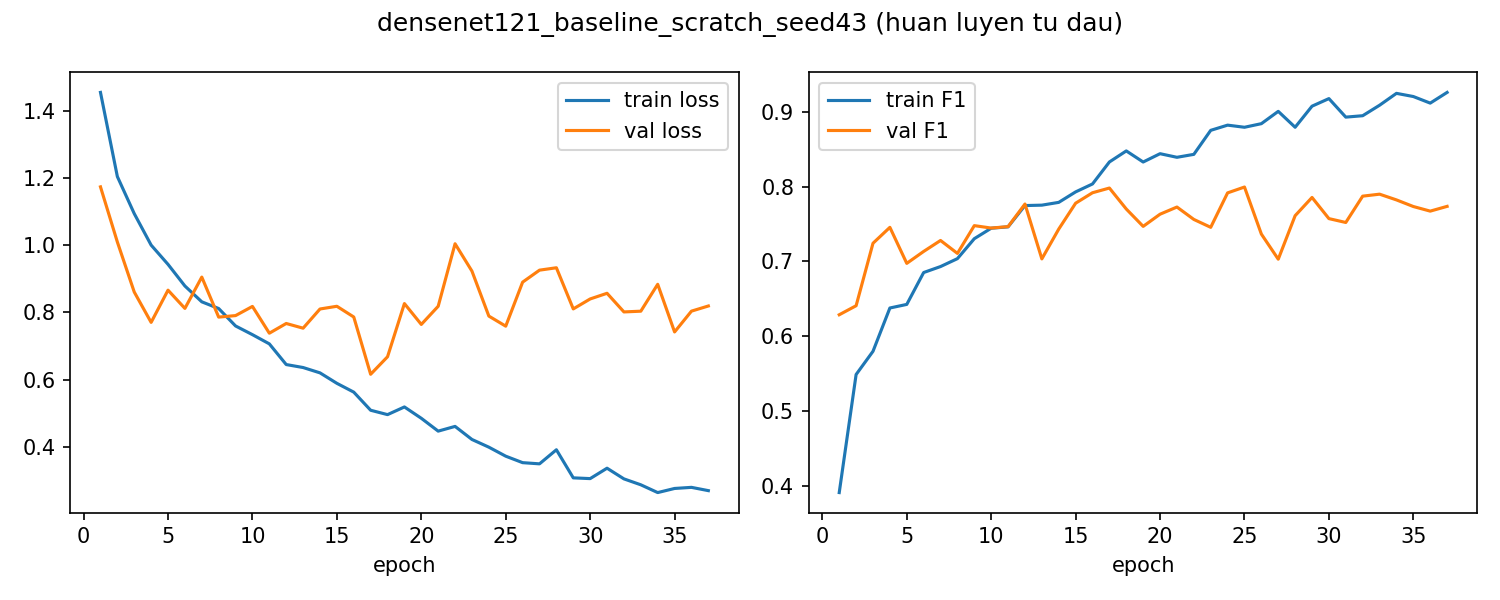 densenet121_baseline_scratch_seed43 (huan luyen tu dau)
train loss
val loss
1.4
1.2
1.0
0.8
0.6
0.4
0 5 10 15 20 25 30 35
epoch
train F1
val F1
0.9
0.8
0.7
0.6
0.5
0.4
0 5 10 15 20 25 30 35
epoch